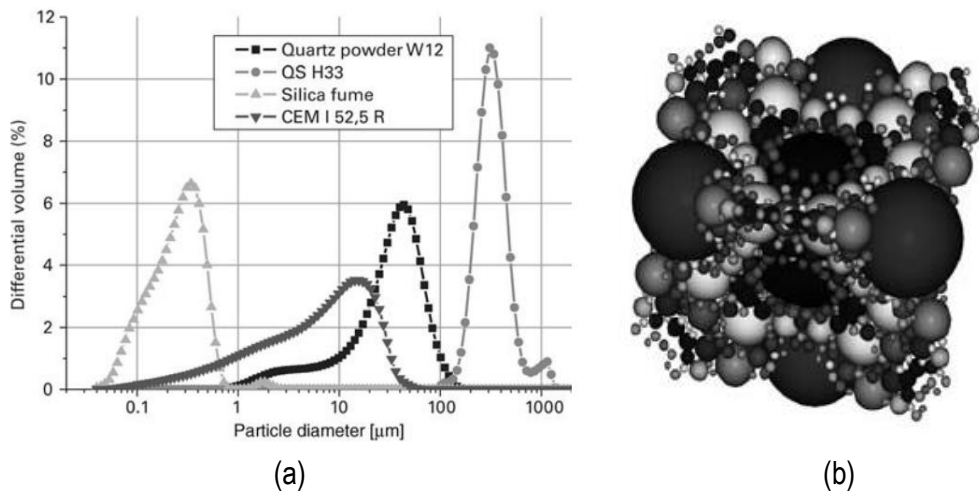 12
10
8
6
4
2
0
Differential volume (%)
Quartz powder W12
QS H33
Silica fume
CEM I 52,5 R
0.1 1 10 100 1000
Particle diameter [µm]
(a) (b)